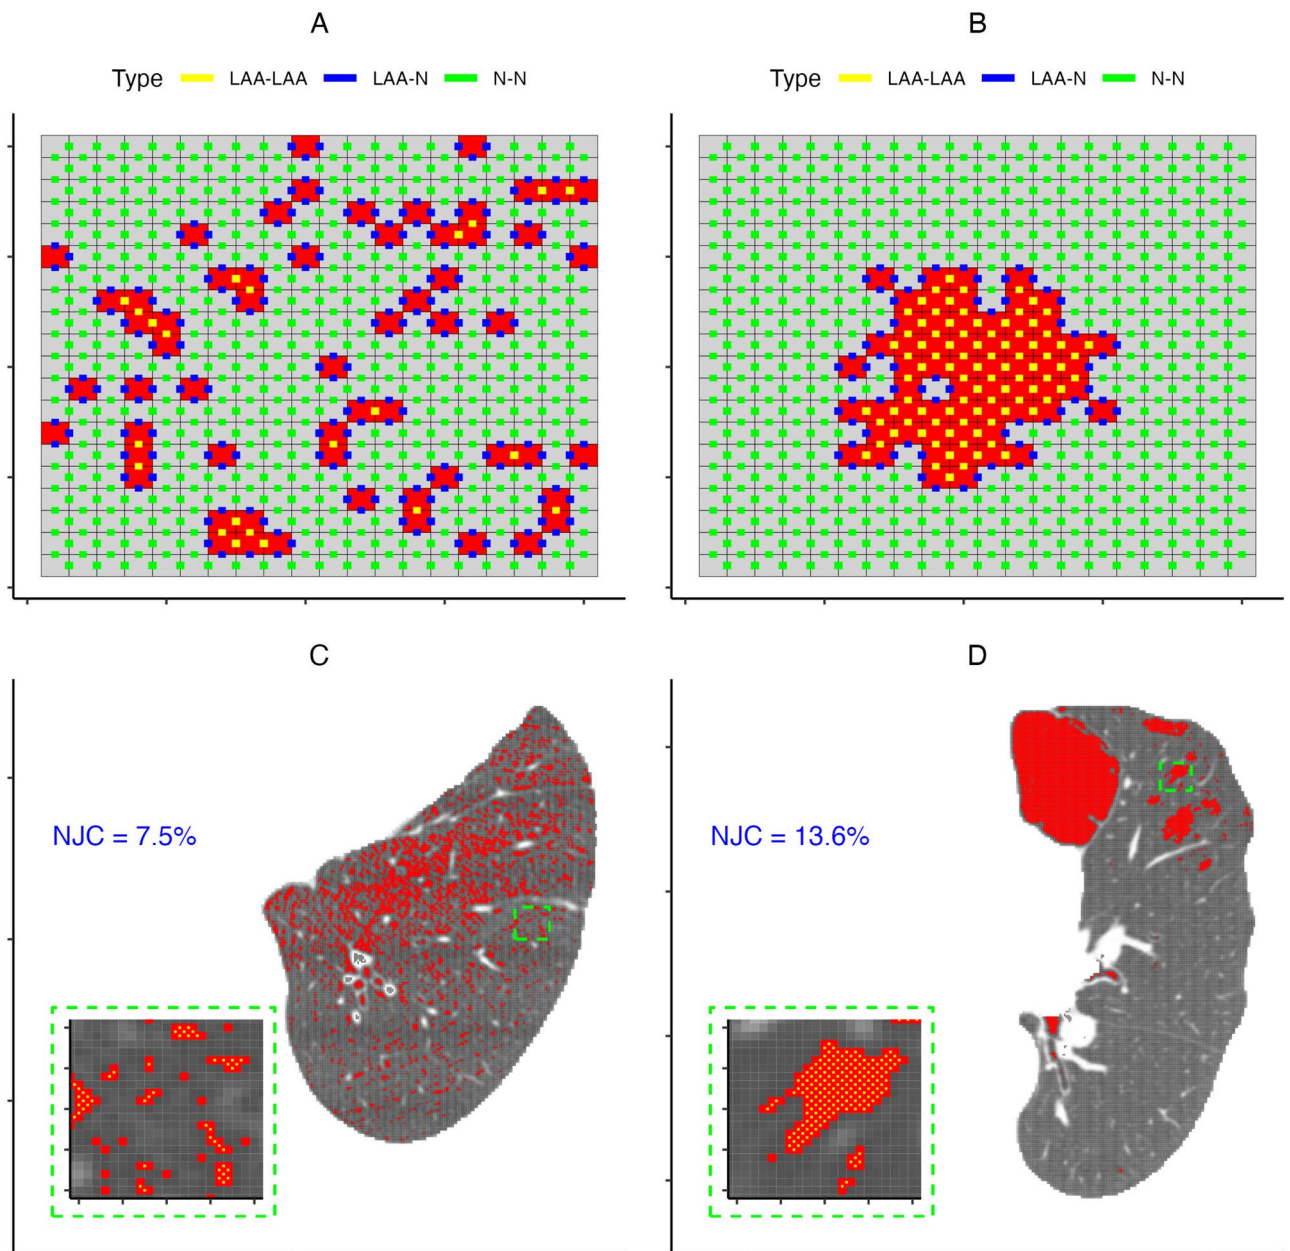 A
B
Type LAA-LAA LAA-N N-N
Type LAA-LAA LAA-N N-N
C
D
NJC = 7.5%
NJC = 13.6%